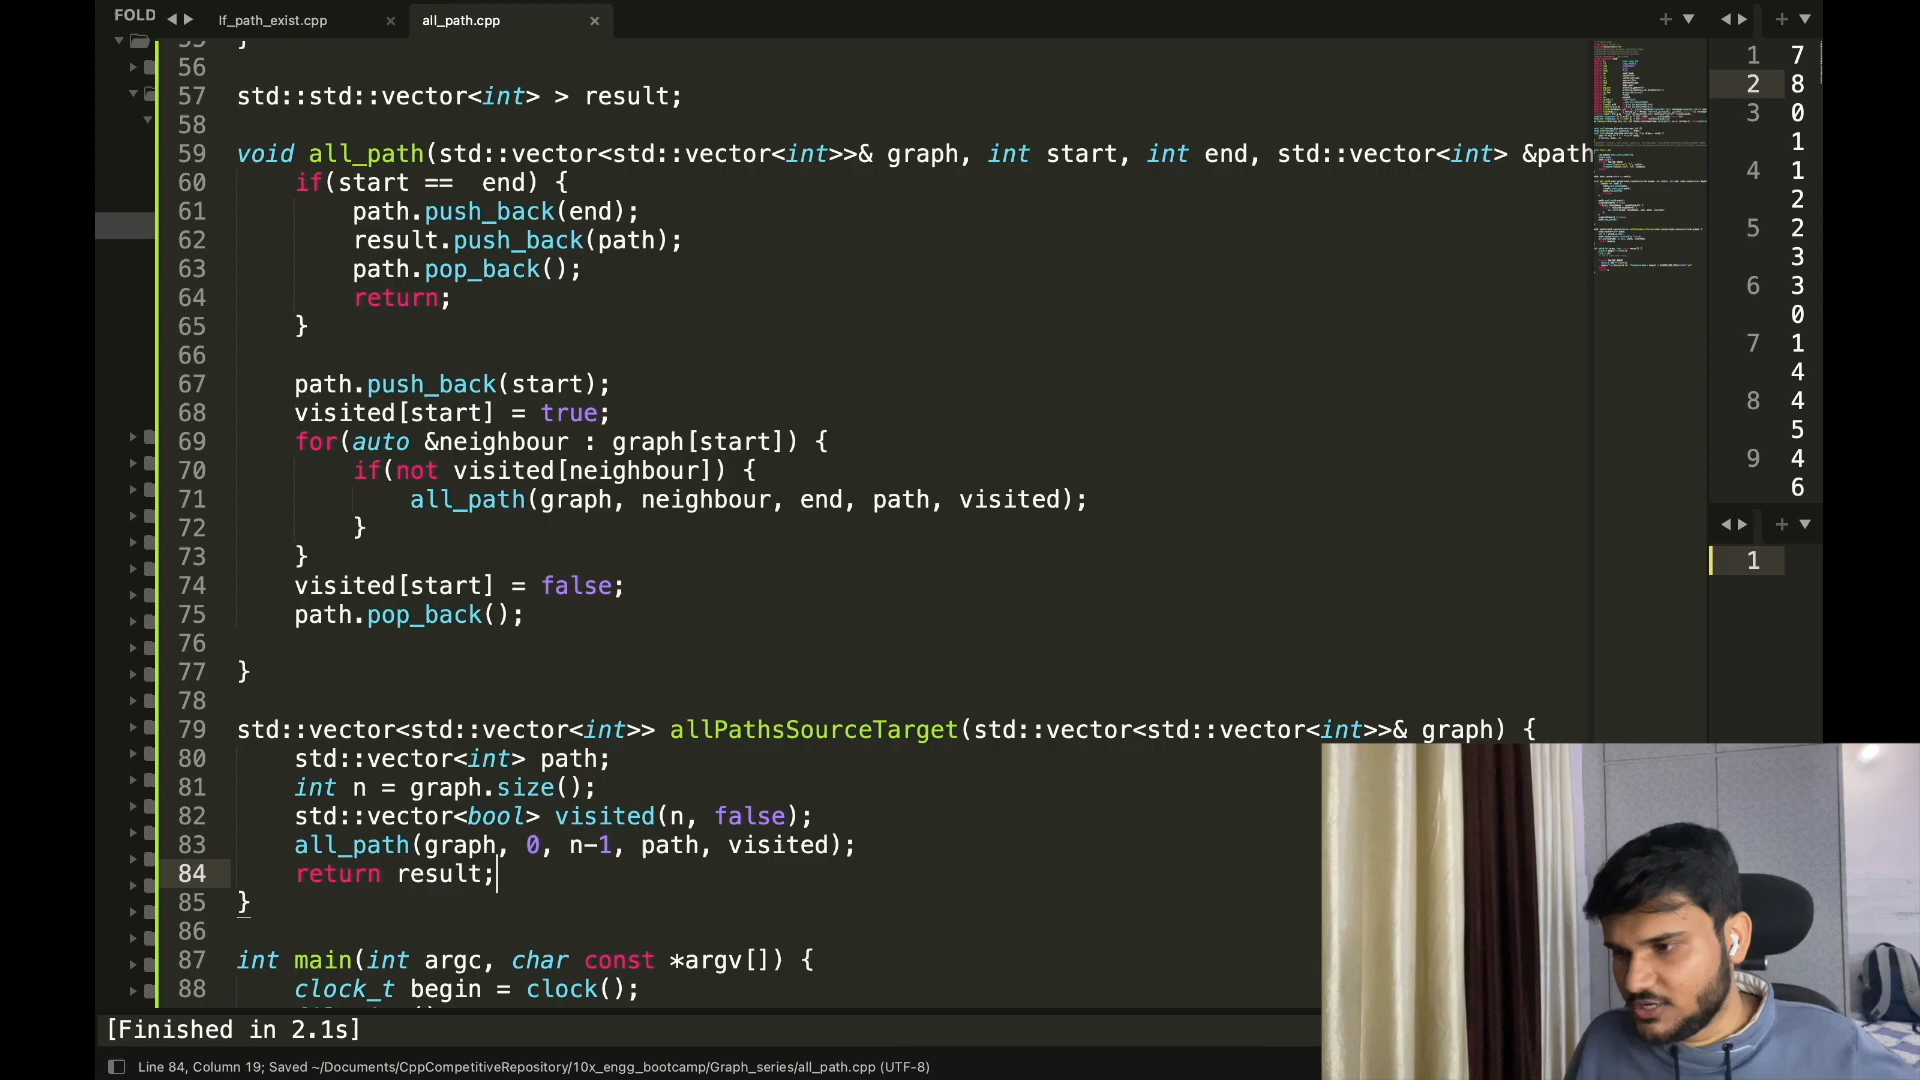 FOLD
lf_path_exist.cpp
all_path.cpp
56
57 std::std::vector<int> > result;
58
59 void all_path(std::vector<std::vector<int>>& graph, int start, int end, std::vector<int> &path
60 if(start ==  end) {
61 path.push_back(end);
62 result.push_back(path);
63 path.pop_back();
64 return;
65 }
66
67 path.push_back(start);
68 visited[start] = true;
69 for(auto &neighbour : graph[start]) {
70 if(not visited[neighbour]) {
71 all_path(graph, neighbour, end, path, visited);
72 }
73 }
74 visited[start] = false;
75 path.pop_back();
76
77 }
78
79 std::vector<std::vector<int>> allPathsSourceTarget(std::vector<std::vector<int>>& graph) {
80 std::vector<int> path;
81 int n = graph.size();
82 std::vector<bool> visited(n, false);
83 all_path(graph, 0, n-1, path, visited);
84 return result;
85 }
86
87 int main(int argc, char const *argv[]) {
88 clock_t begin = clock();
1 7
2 8
3 0
1
4 1
2
5 2
3
6 3
0
7 1
4
8 4
5
9 4
6
1
[Finished in 2.1s]
Line 84, Column 19; Saved ~/Documents/CppCompetitiveRepository/10x_engg_bootcamp/Graph_series/all_path.cpp (UTF-8)